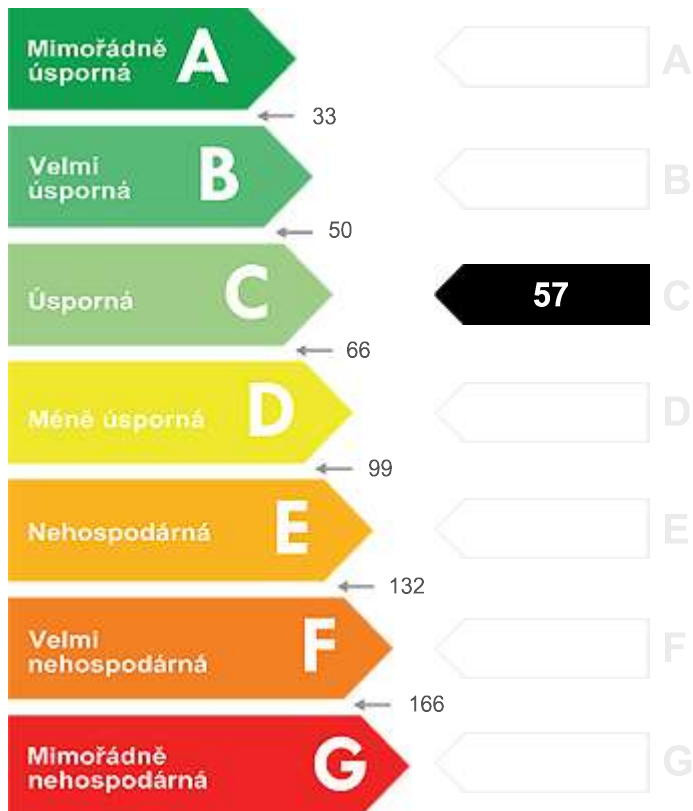 Mimořádně
úsporná
A
A
33
Velmi
úsporná
B
B
50
Úsporná
C
57
C
66
Méně úsporná
D
D
99
Nehospodárná
E
E
132
Velmi
nehospodárná
F
F
166
Mimořádně
nehospodárná
G
G